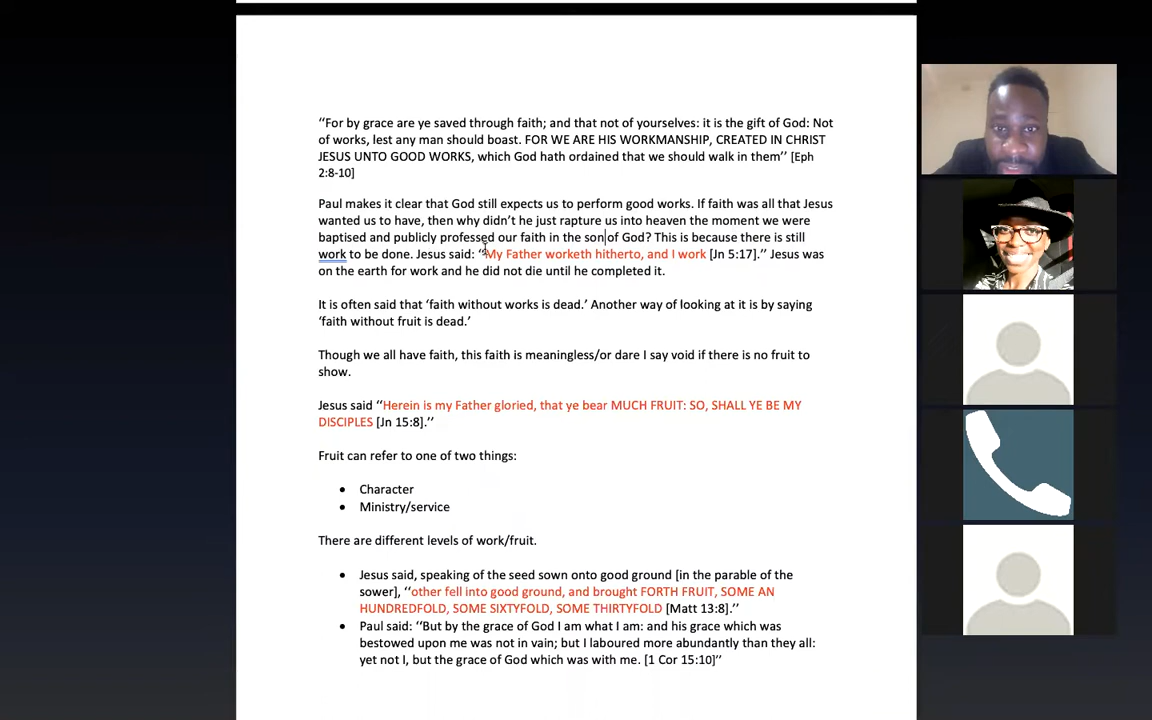 ‘‘For by grace are ye saved through faith; and that not of yourselves: it is the gift of God: Not
of works, lest any man should boast. FOR WE ARE HIS WORKMANSHIP, CREATED IN CHRIST
JESUS UNTO GOOD WORKS, which God hath ordained that we should walk in them’’ [Eph
2:8-10]
Paul makes it clear that God still expects us to perform good works. If faith was all that Jesus
wanted us to have, then why didn’t he just rapture us into heaven the moment we were
baptised and publicly professed our faith in the son of God? This is because there is still
work to be done. Jesus said: ‘‘My Father worketh hitherto, and I work [Jn 5:17].’’ Jesus was
on the earth for work and he did not die until he completed it.
It is often said that ‘faith without works is dead.’ Another way of looking at it is by saying
‘faith without fruit is dead.’
Though we all have faith, this faith is meaningless/or dare I say void if there is no fruit to
show.
Jesus said ‘‘Herein is my Father gloried, that ye bear MUCH FRUIT: SO, SHALL YE BE MY
DISCIPLES [Jn 15:8].’’
Fruit can refer to one of two things:
• Character
• Ministry/service
There are different levels of work/fruit.
• Jesus said, speaking of the seed sown onto good ground [in the parable of the
sower], ‘‘other fell into good ground, and brought FORTH FRUIT, SOME AN
HUNDREDFOLD, SOME SIXTYFOLD, SOME THIRTYFOLD [Matt 13:8].’’
• Paul said: ‘‘But by the grace of God I am what I am: and his grace which was
bestowed upon me was not in vain; but I laboured more abundantly than they all:
yet not I, but the grace of God which was with me. [1 Cor 15:10]’’